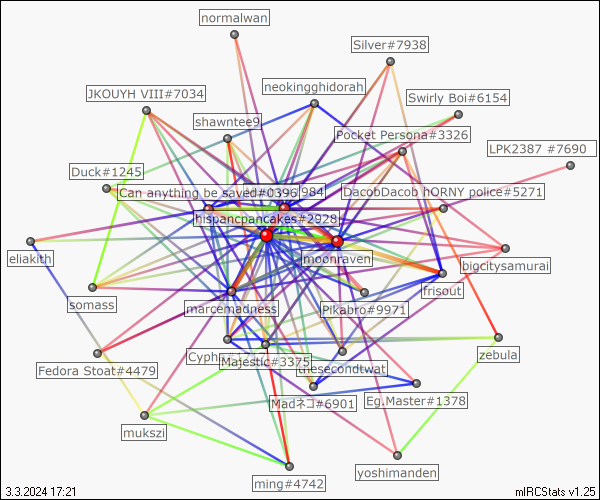 normalwan
Silver#7938
JKOUYH VIII#7034
neokingghidorah
Swirly Boi#6154
shawntee9
Pocket Persona#3326
LPK2387 #7690
Duck#1245
Can anything be saved#0396
984
DacobDacob hORNY police#5271
hispancpancakes#2928
eliakith
moonraven
bigcitysamurai
somass
marcemadness
Pikabro#9971
frisout
Fedora Stoat#4479
Majestic#3375
thesecondtwat
zebula
Madネコ#6901
Eg.Master#1378
mukszi
ming#4742
yoshimanden
3.3.2024 17:21
mIRCStats v1.25